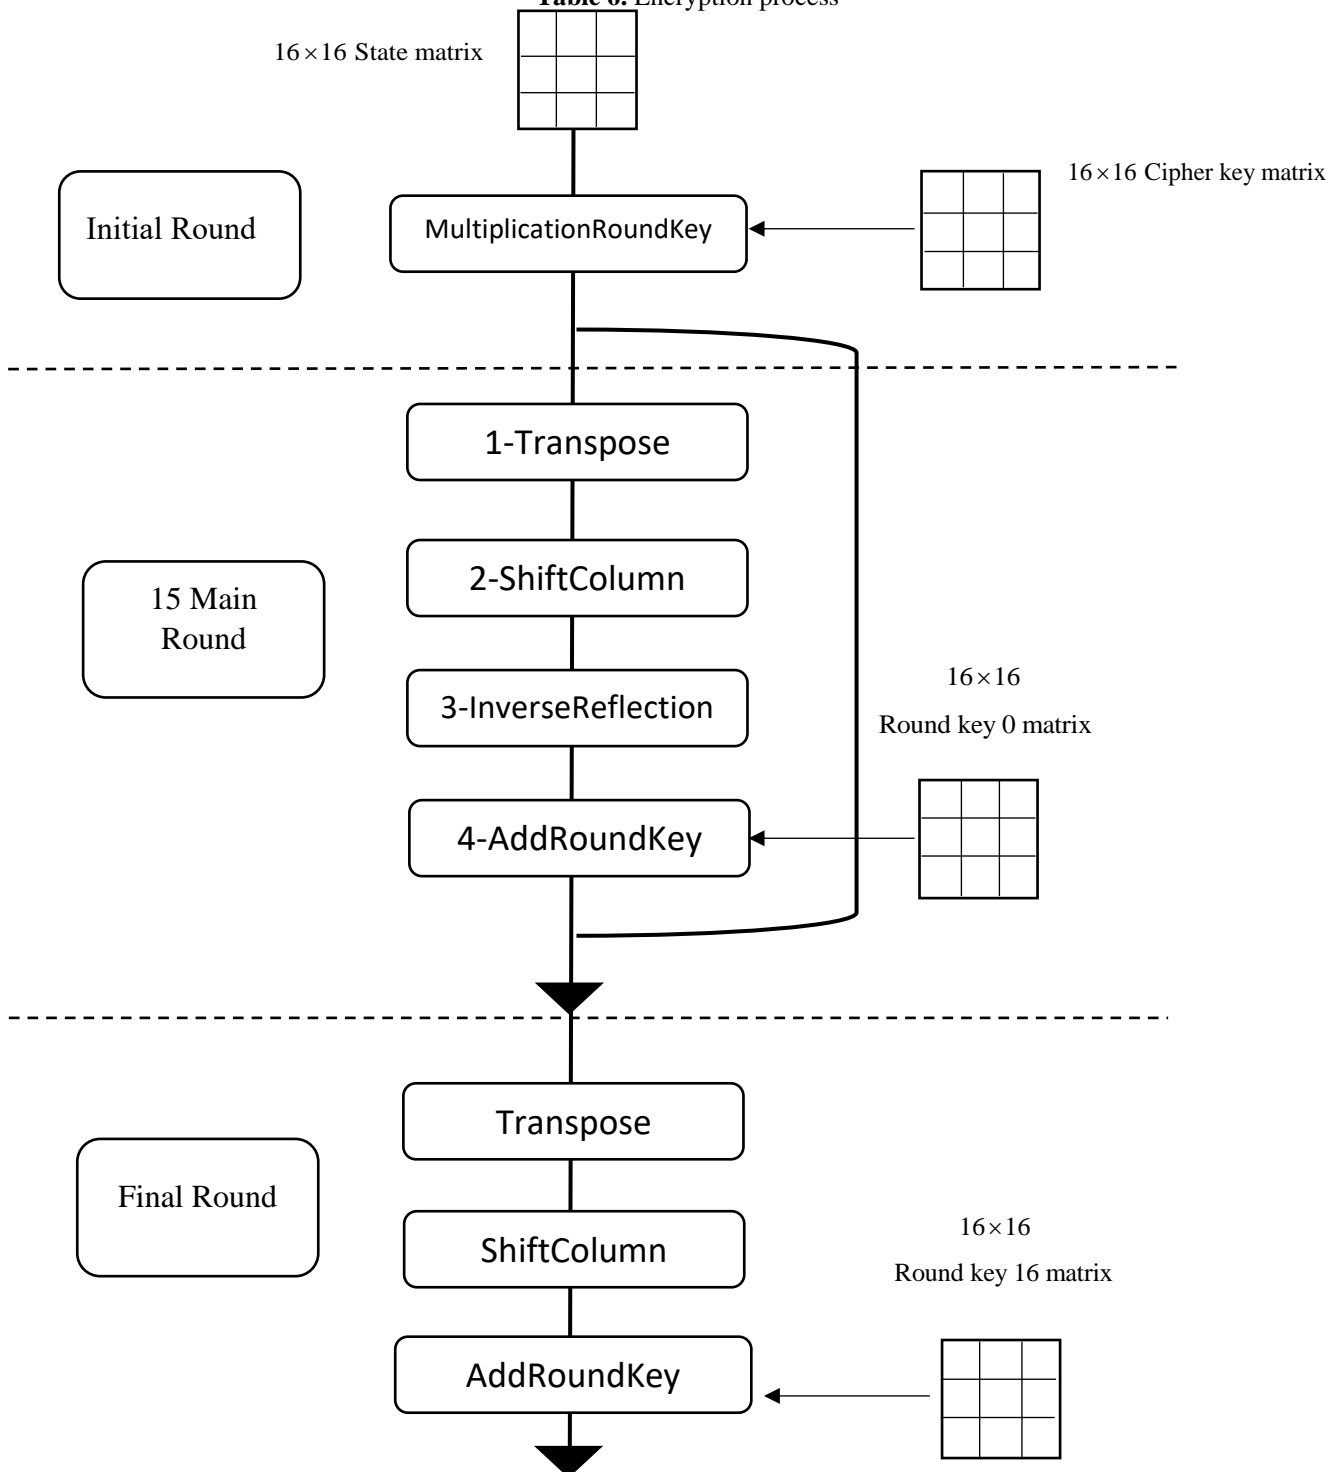 Table 6. Encryption process
16×16 State matrix
16×16 Cipher key matrix
Initial Round
MultiplicationRoundKey
1-Transpose
2-ShiftColumn
15 Main
Round
3-InverseReflection
16×16
Round key 0 matrix
4-AddRoundKey
Transpose
Final Round
ShiftColumn
16×16
Round key 16 matrix
AddRoundKey